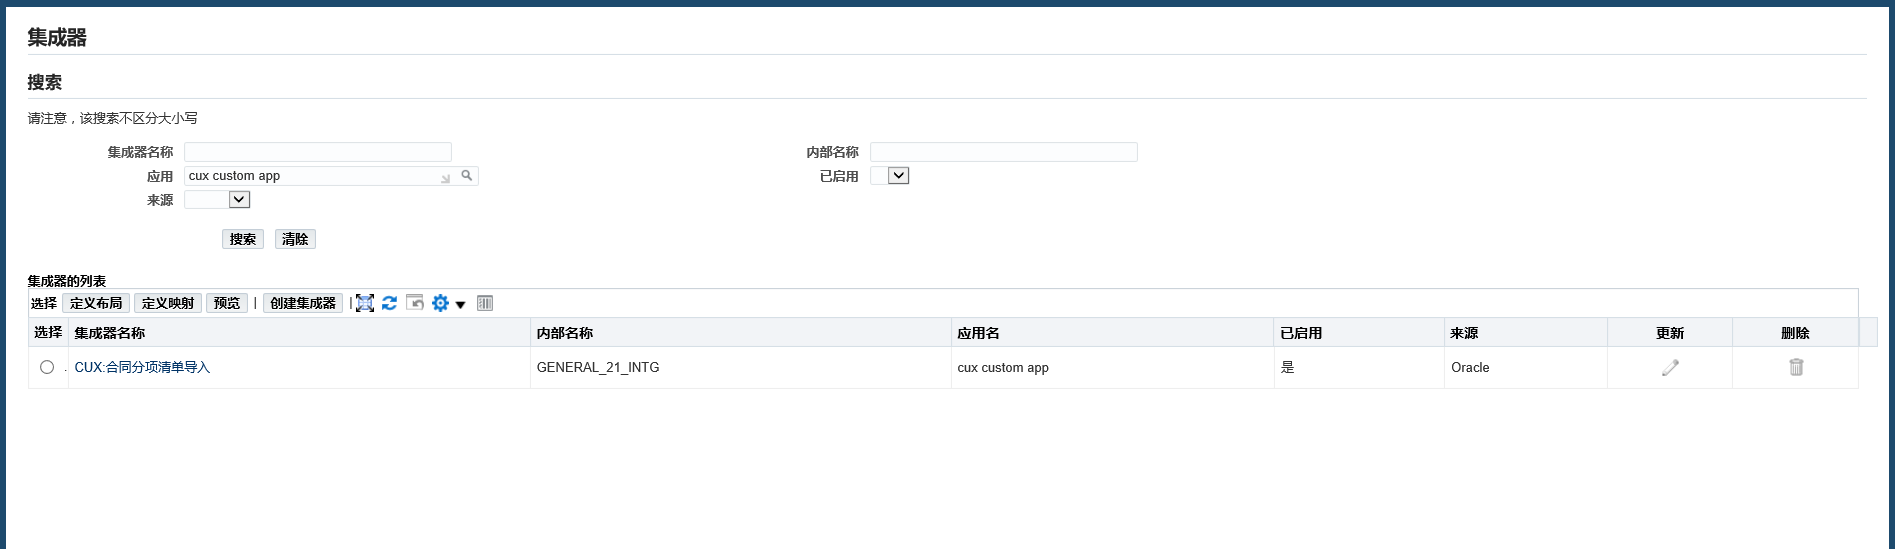 集成器
搜索
请注意，该搜索不区分大小写
集成器名称 内部名称
应用 cux custom app 已启用
来源
搜索 清除
集成器的列表
选择 定义布局 定义映射 预览 | 创建集成器 |
选择 集成器名称 内部名称 应用名 已启用 来源 更新 删除
CUX:合同分项清单导入 GENERAL_21_INTG cux custom app 是 Oracle